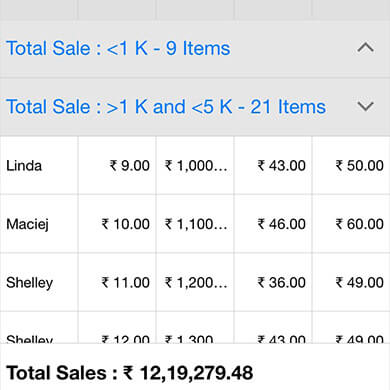 Total Sale : <1 K - 9 Items
Total Sale : >1 K and <5 K - 21 Items
Linda ₹ 9.00 ₹ 1,000… ₹ 43.00 ₹ 50.00
Maciej ₹ 10.00 ₹ 1,100… ₹ 46.00 ₹ 60.00
Shelley ₹ 11.00 ₹ 1,200… ₹ 36.00 ₹ 49.00
Shelley ₹ 12.00 ₹ 1,300… ₹ 43.00 ₹ 49.00
Total Sales : ₹ 12,19,279.48